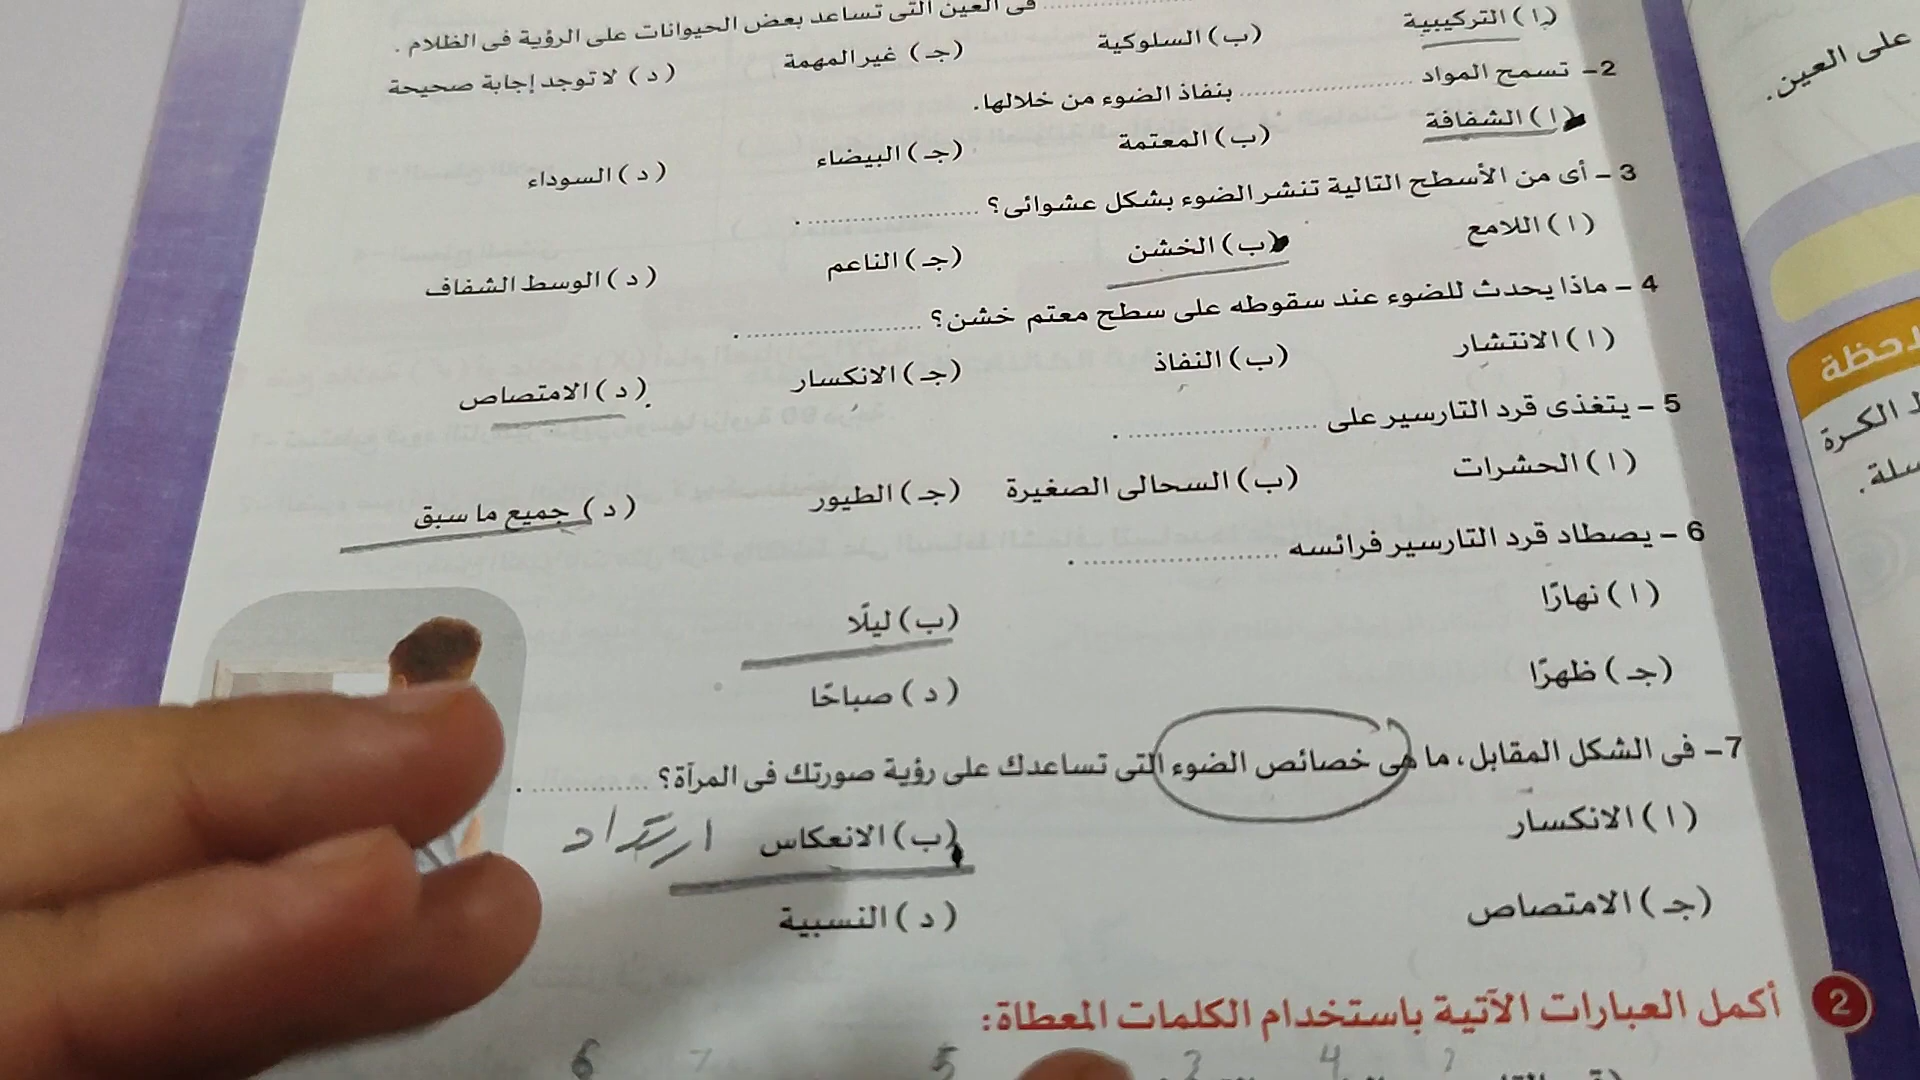 فى العين التى تساعد بعض الحيوانات على الرؤية فى الظلام .
( ا ) التركيبية ( ب ) السلوكية ( جـ ) غير المهمة ( د ) لا توجد إجابة صحيحة
2- تسمح المواد .................... بنفاذ الضوء من خلالها.
( ا ) الشفافة ( ب ) المعتمة ( جـ ) البيضاء ( د ) السوداء
3 - أى من الأسطح التالية تنشر الضوء بشكل عشوائى؟ .................... .
( ا ) اللامع ( ب ) الخشن ( جـ ) الناعم ( د ) الوسط الشفاف
4 - ماذا يحدث للضوء عند سقوطه على سطح معتم خشن؟ .................... .
( ا ) الانتشار ( ب ) النفاذ ( جـ ) الانكسار ( د ) الامتصاص
5 - يتغذى قرد التارسير على .................... .
( ا ) الحشرات ( ب ) السحالى الصغيرة ( جـ ) الطيور ( د ) جميع ما سبق
6 - يصطاد قرد التارسير فرائسه .................... .
( ا ) نهارًا ( ب ) ليلًا
( جـ ) ظهرًا ( د ) صباحًا
7- فى الشكل المقابل، ما هى خصائص الضوء التى تساعدك على رؤية صورتك فى المرآة؟ ............. .
( ا ) الانكسار ( ب ) الانعكاس ارتداد
( جـ ) الامتصاص ( د ) النسبية
2 أكمل العبارات الآتية باستخدام الكلمات المعطاة:
3 4 5 7 6
على العين.
الكرة